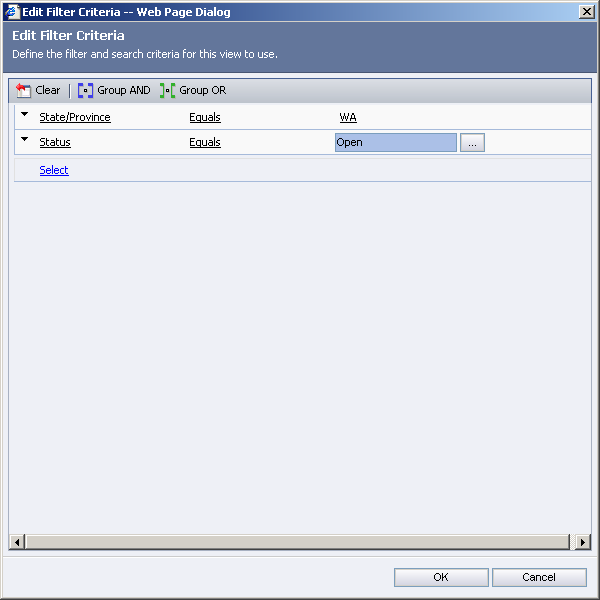 Edit Filter Criteria -- Web Page Dialog
Edit Filter Criteria
Define the filter and search criteria for this view to use.
Clear Group AND Group OR
State/Province Equals WA
Status Equals Open ...
Select
OK Cancel